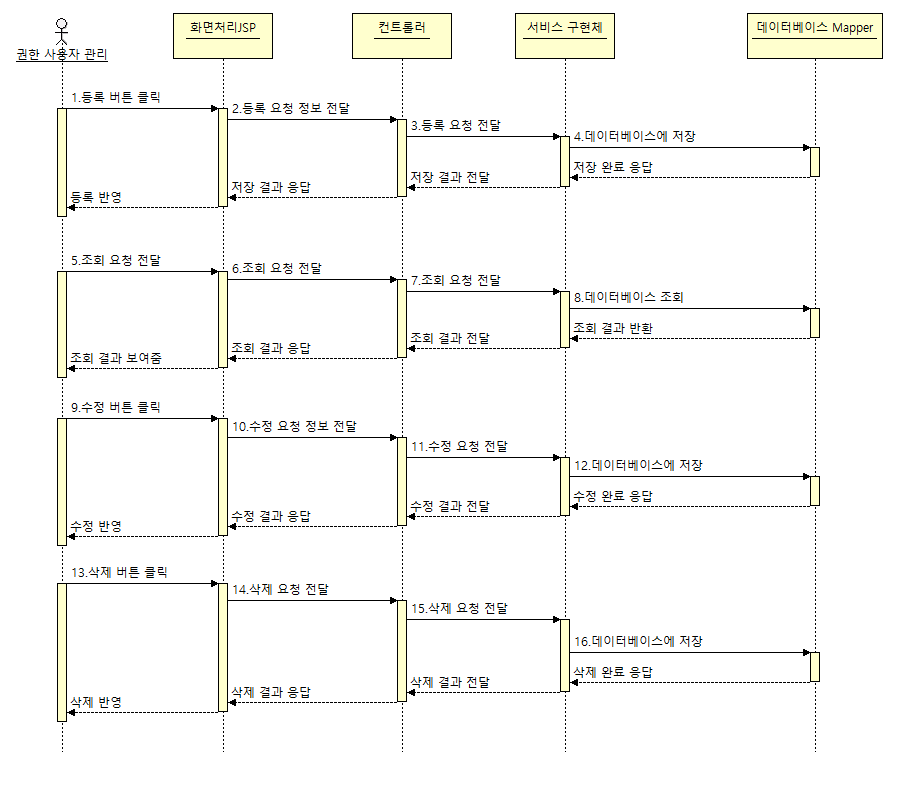 권한 사용자 관리
화면처리JSP
컨트롤러
서비스 구현체
데이터베이스 Mapper
1.등록 버튼 클릭
2.등록 요청 정보 전달
3.등록 요청 전달
4.데이터베이스에 저장
저장 완료 응답
저장 결과 전달
저장 결과 응답
등록 반영
5.조회 요청 전달
6.조회 요청 전달
7.조회 요청 전달
8.데이터베이스 조회
조회 결과 반환
조회 결과 전달
조회 결과 응답
조회 결과 보여줌
9.수정 버튼 클릭
10.수정 요청 정보 전달
11.수정 요청 전달
12.데이터베이스에 저장
수정 완료 응답
수정 결과 전달
수정 결과 응답
수정 반영
13.삭제 버튼 클릭
14.삭제 요청 전달
15.삭제 요청 전달
16.데이터베이스에 저장
삭제 완료 응답
삭제 결과 전달
삭제 결과 응답
삭제 반영